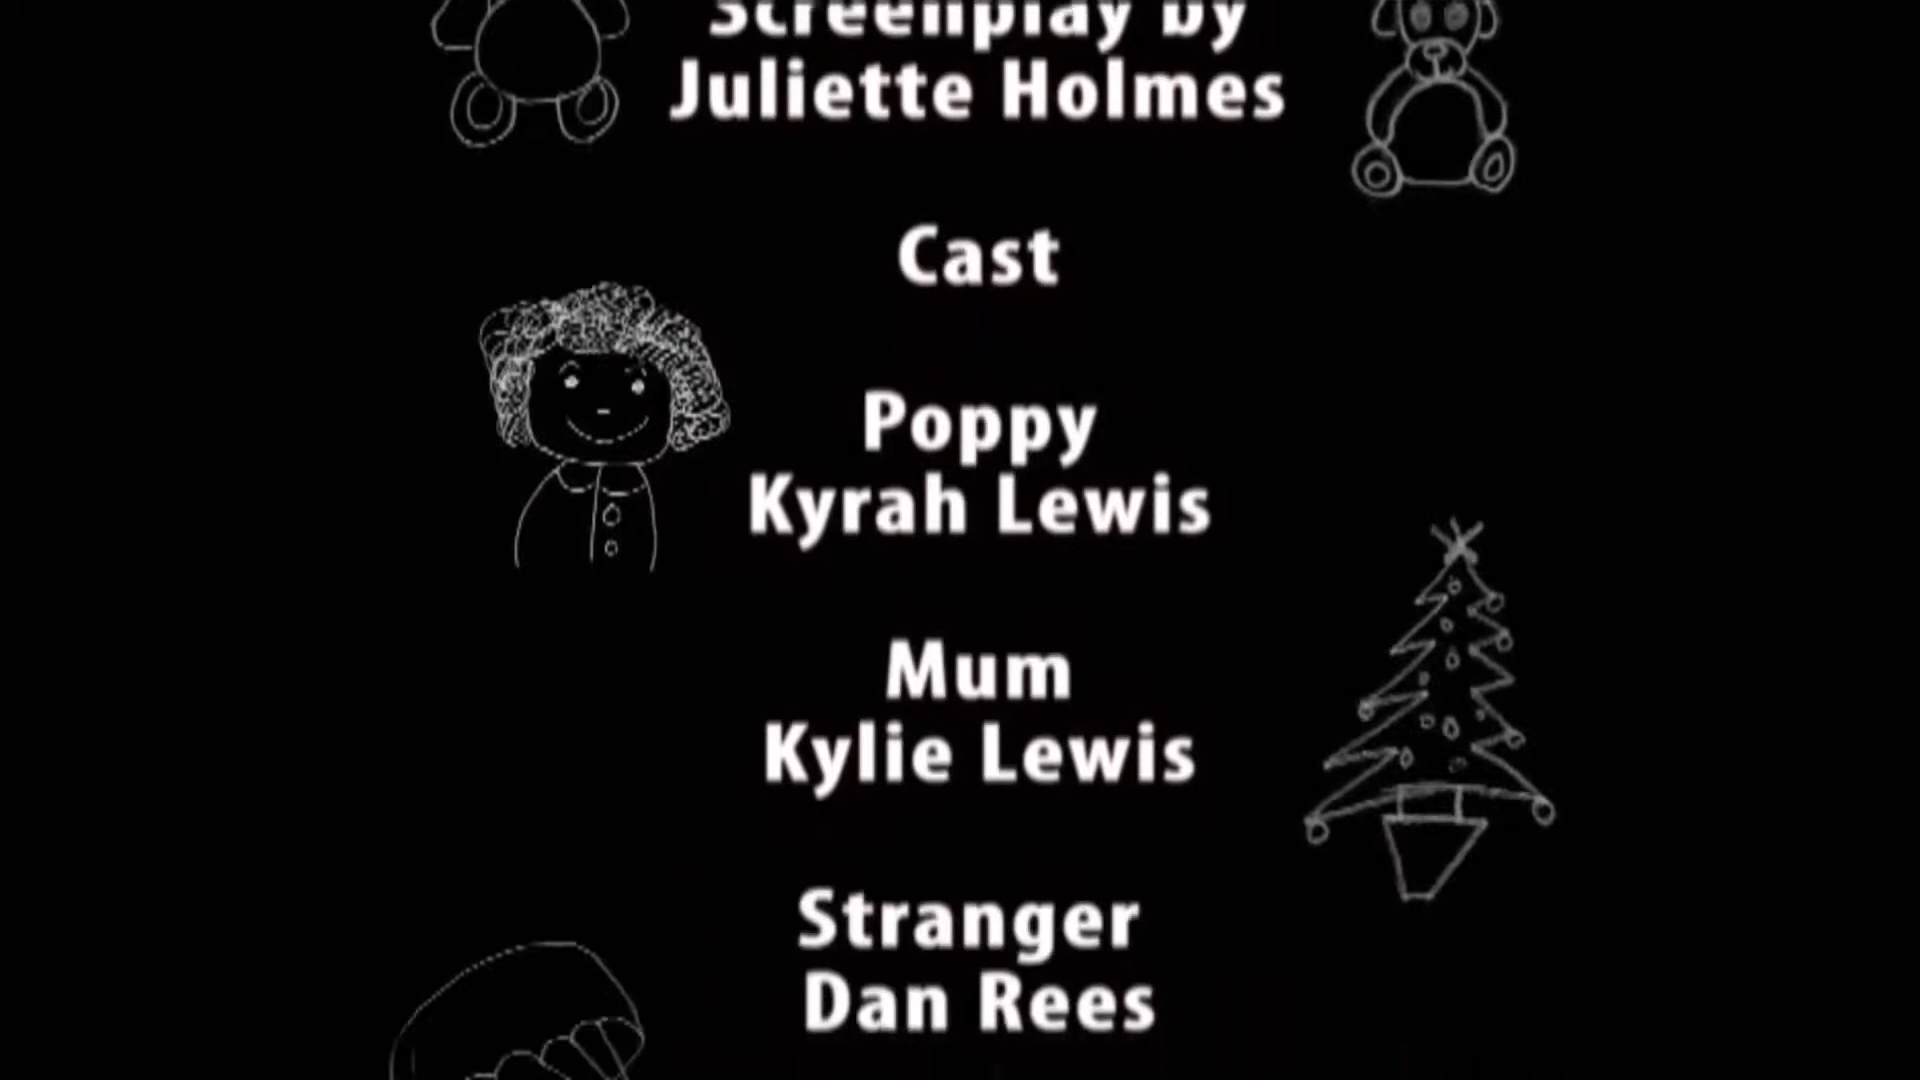 Screenplay by
Juliette Holmes
Cast
Poppy
Kyrah Lewis
Mum
Kylie Lewis
Stranger
Dan Rees